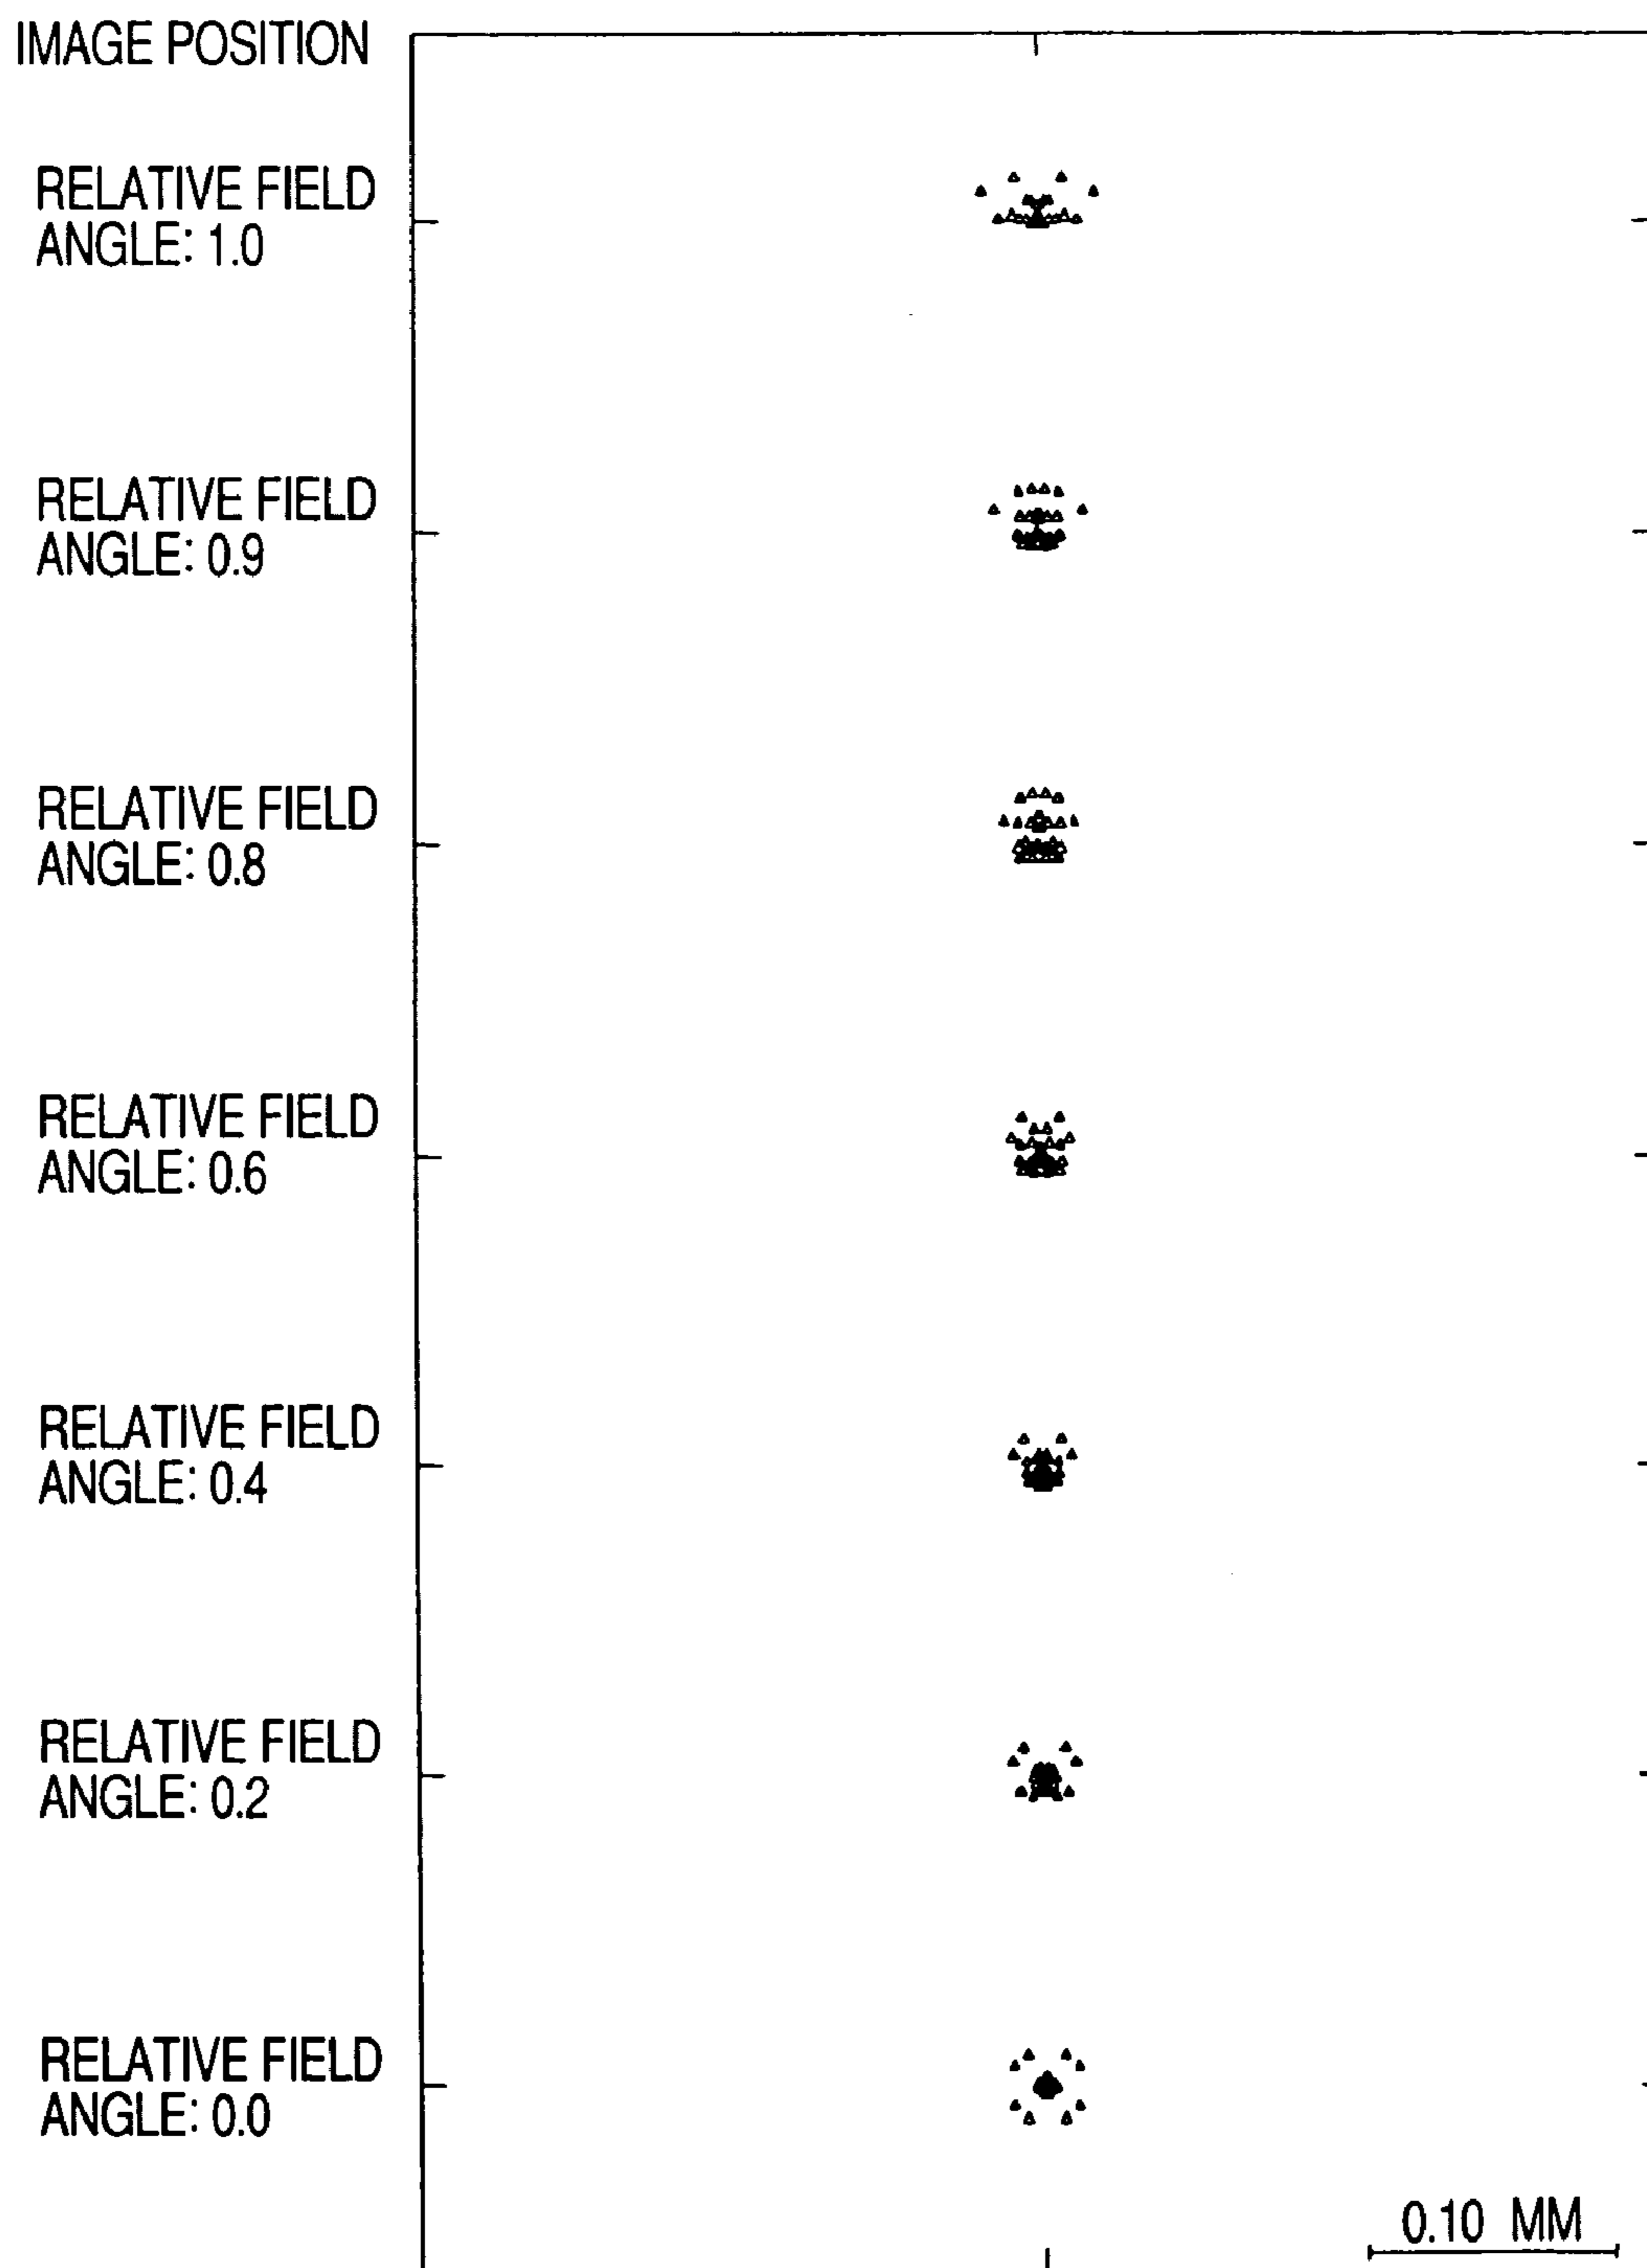 IMAGE POSITION
RELATIVE FIELD
ANGLE: 1.0
RELATIVE FIELD
ANGLE: 0.9
RELATIVE FIELD
ANGLE: 0.8
RELATIVE FIELD
ANGLE: 0.6
RELATIVE FIELD
ANGLE: 0.4
RELATIVE FIELD
ANGLE: 0.2
RELATIVE FIELD
ANGLE: 0.0
0.10 MM